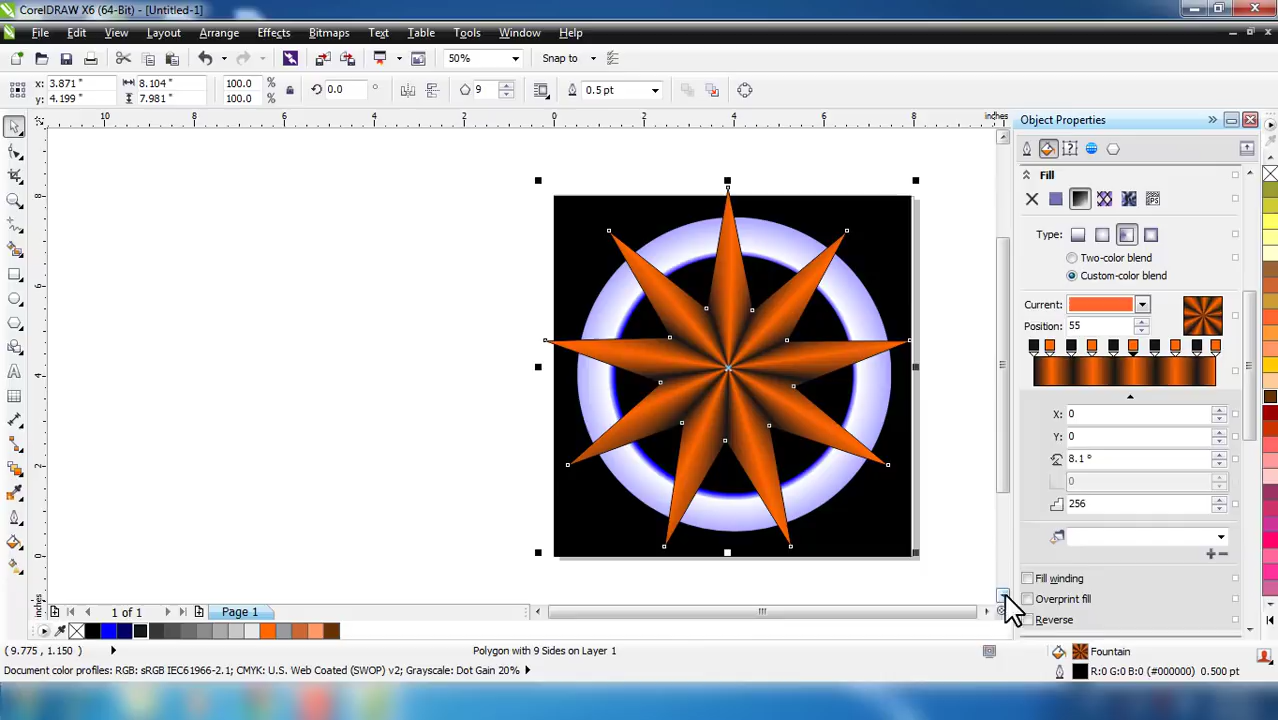 CorelDRAW X6 (64-Bit) - [Untitled-1]
File Edit View Layout Arrange Effects Bitmaps Text Table Tools Window Help
50% Snap to
x: 3.871 " 8.104 " 100.0 % 0.0 ° 9 0.5 pt
y: 4.199 " 7.981 " 100.0 %
10 8 6 4 2 0 2 4 6 8 inches
Object Properties
Fill
8
Type:
Two-color blend
Custom-color blend
6
Current:
Position: 55
4
X: 0
Y: 0
8.1 °
2
0
256
0
Fill winding
Overprint fill
Reverse
inches
1 of 1 Page 1
( 9.775 , 1.150 ) Polygon with 9 Sides on Layer 1 Fountain
Document color profiles: RGB: sRGB IEC61966-2.1; CMYK: U.S. Web Coated (SWOP) v2; Grayscale: Dot Gain 20% R:0 G:0 B:0 (#000000) 0.500 pt